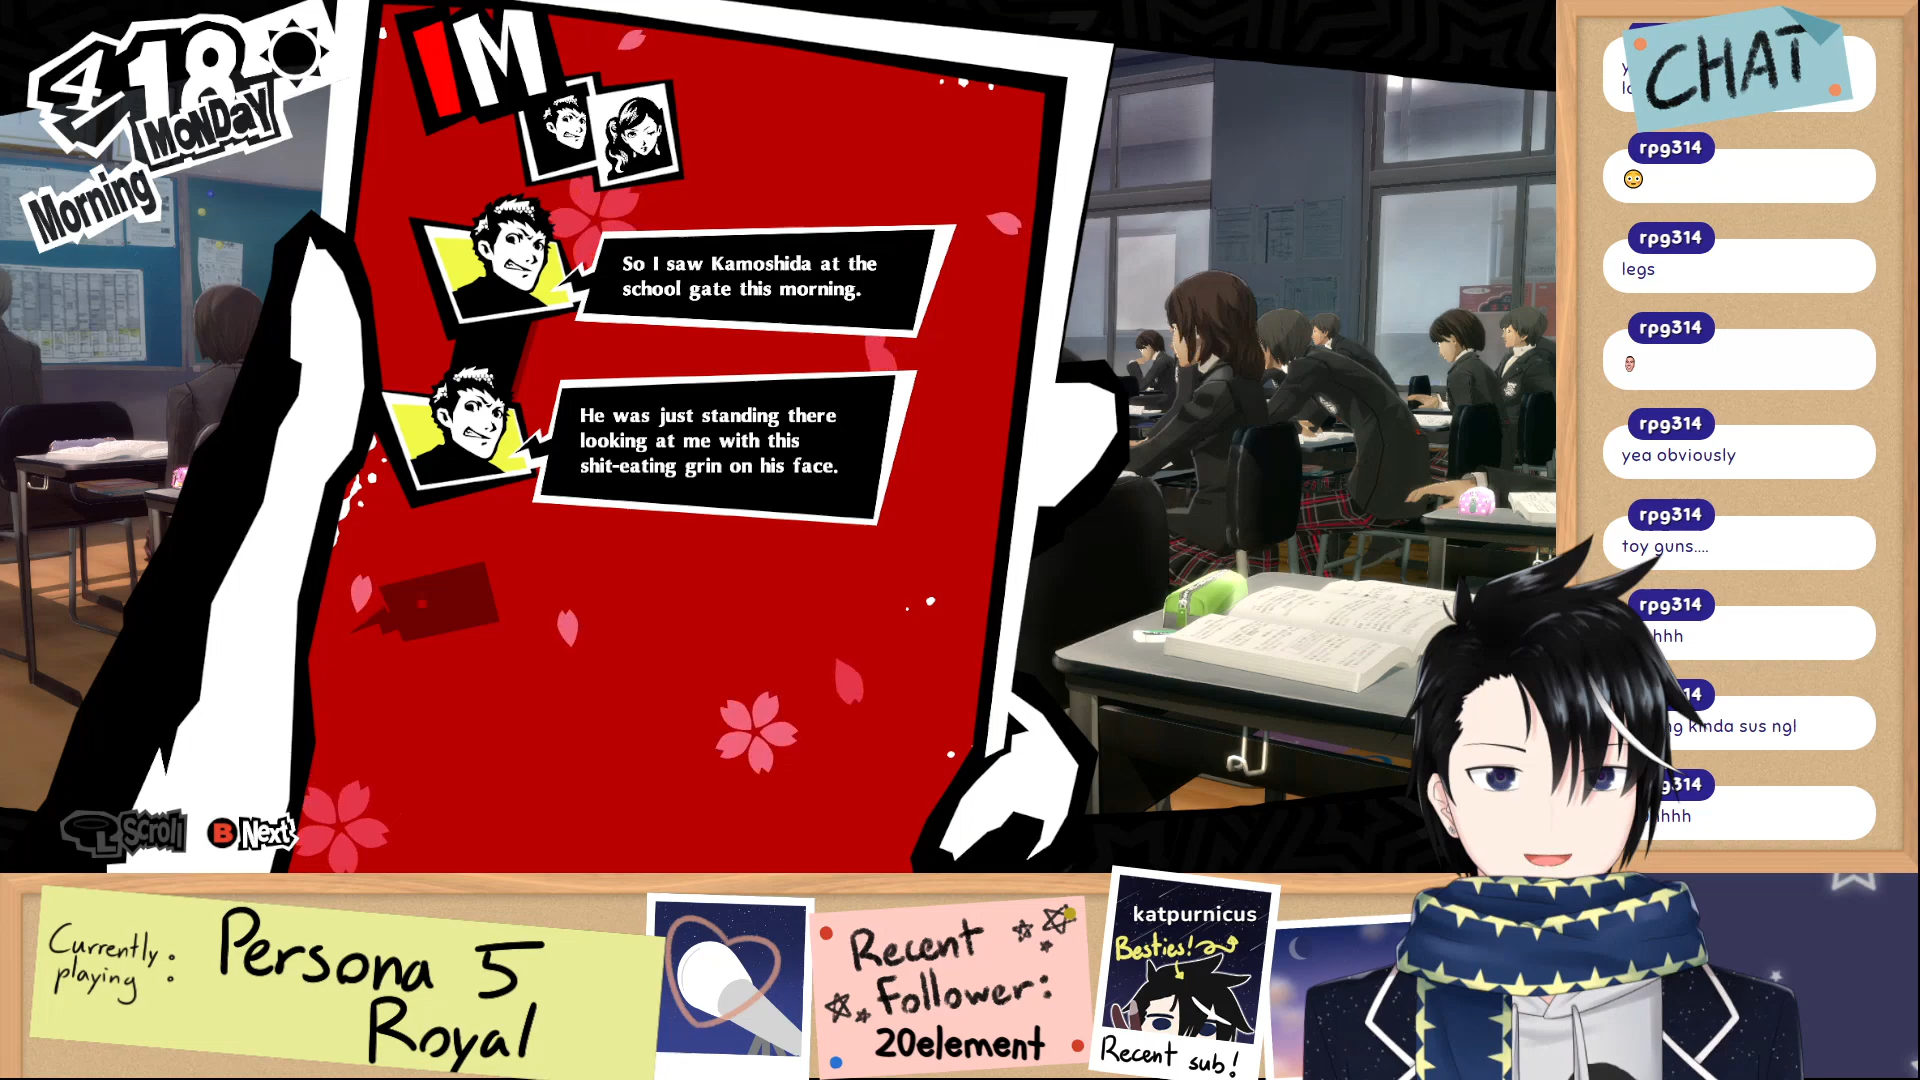 4/18
MONDAY
Morning
IM
So I saw Kamoshida at the
school gate this morning.
He was just standing there
looking at me with this
shit-eating grin on his face.
L Scroll
B Next
CHAT
rpg314
rpg314
legs
rpg314
rpg314
yea obviously
rpg314
toy guns....
rpg314
kinda sus ngl
Currently
playing :
Persona 5
Royal
Recent
Follower:
20element
katpurnicus
Besties!
Recent sub!